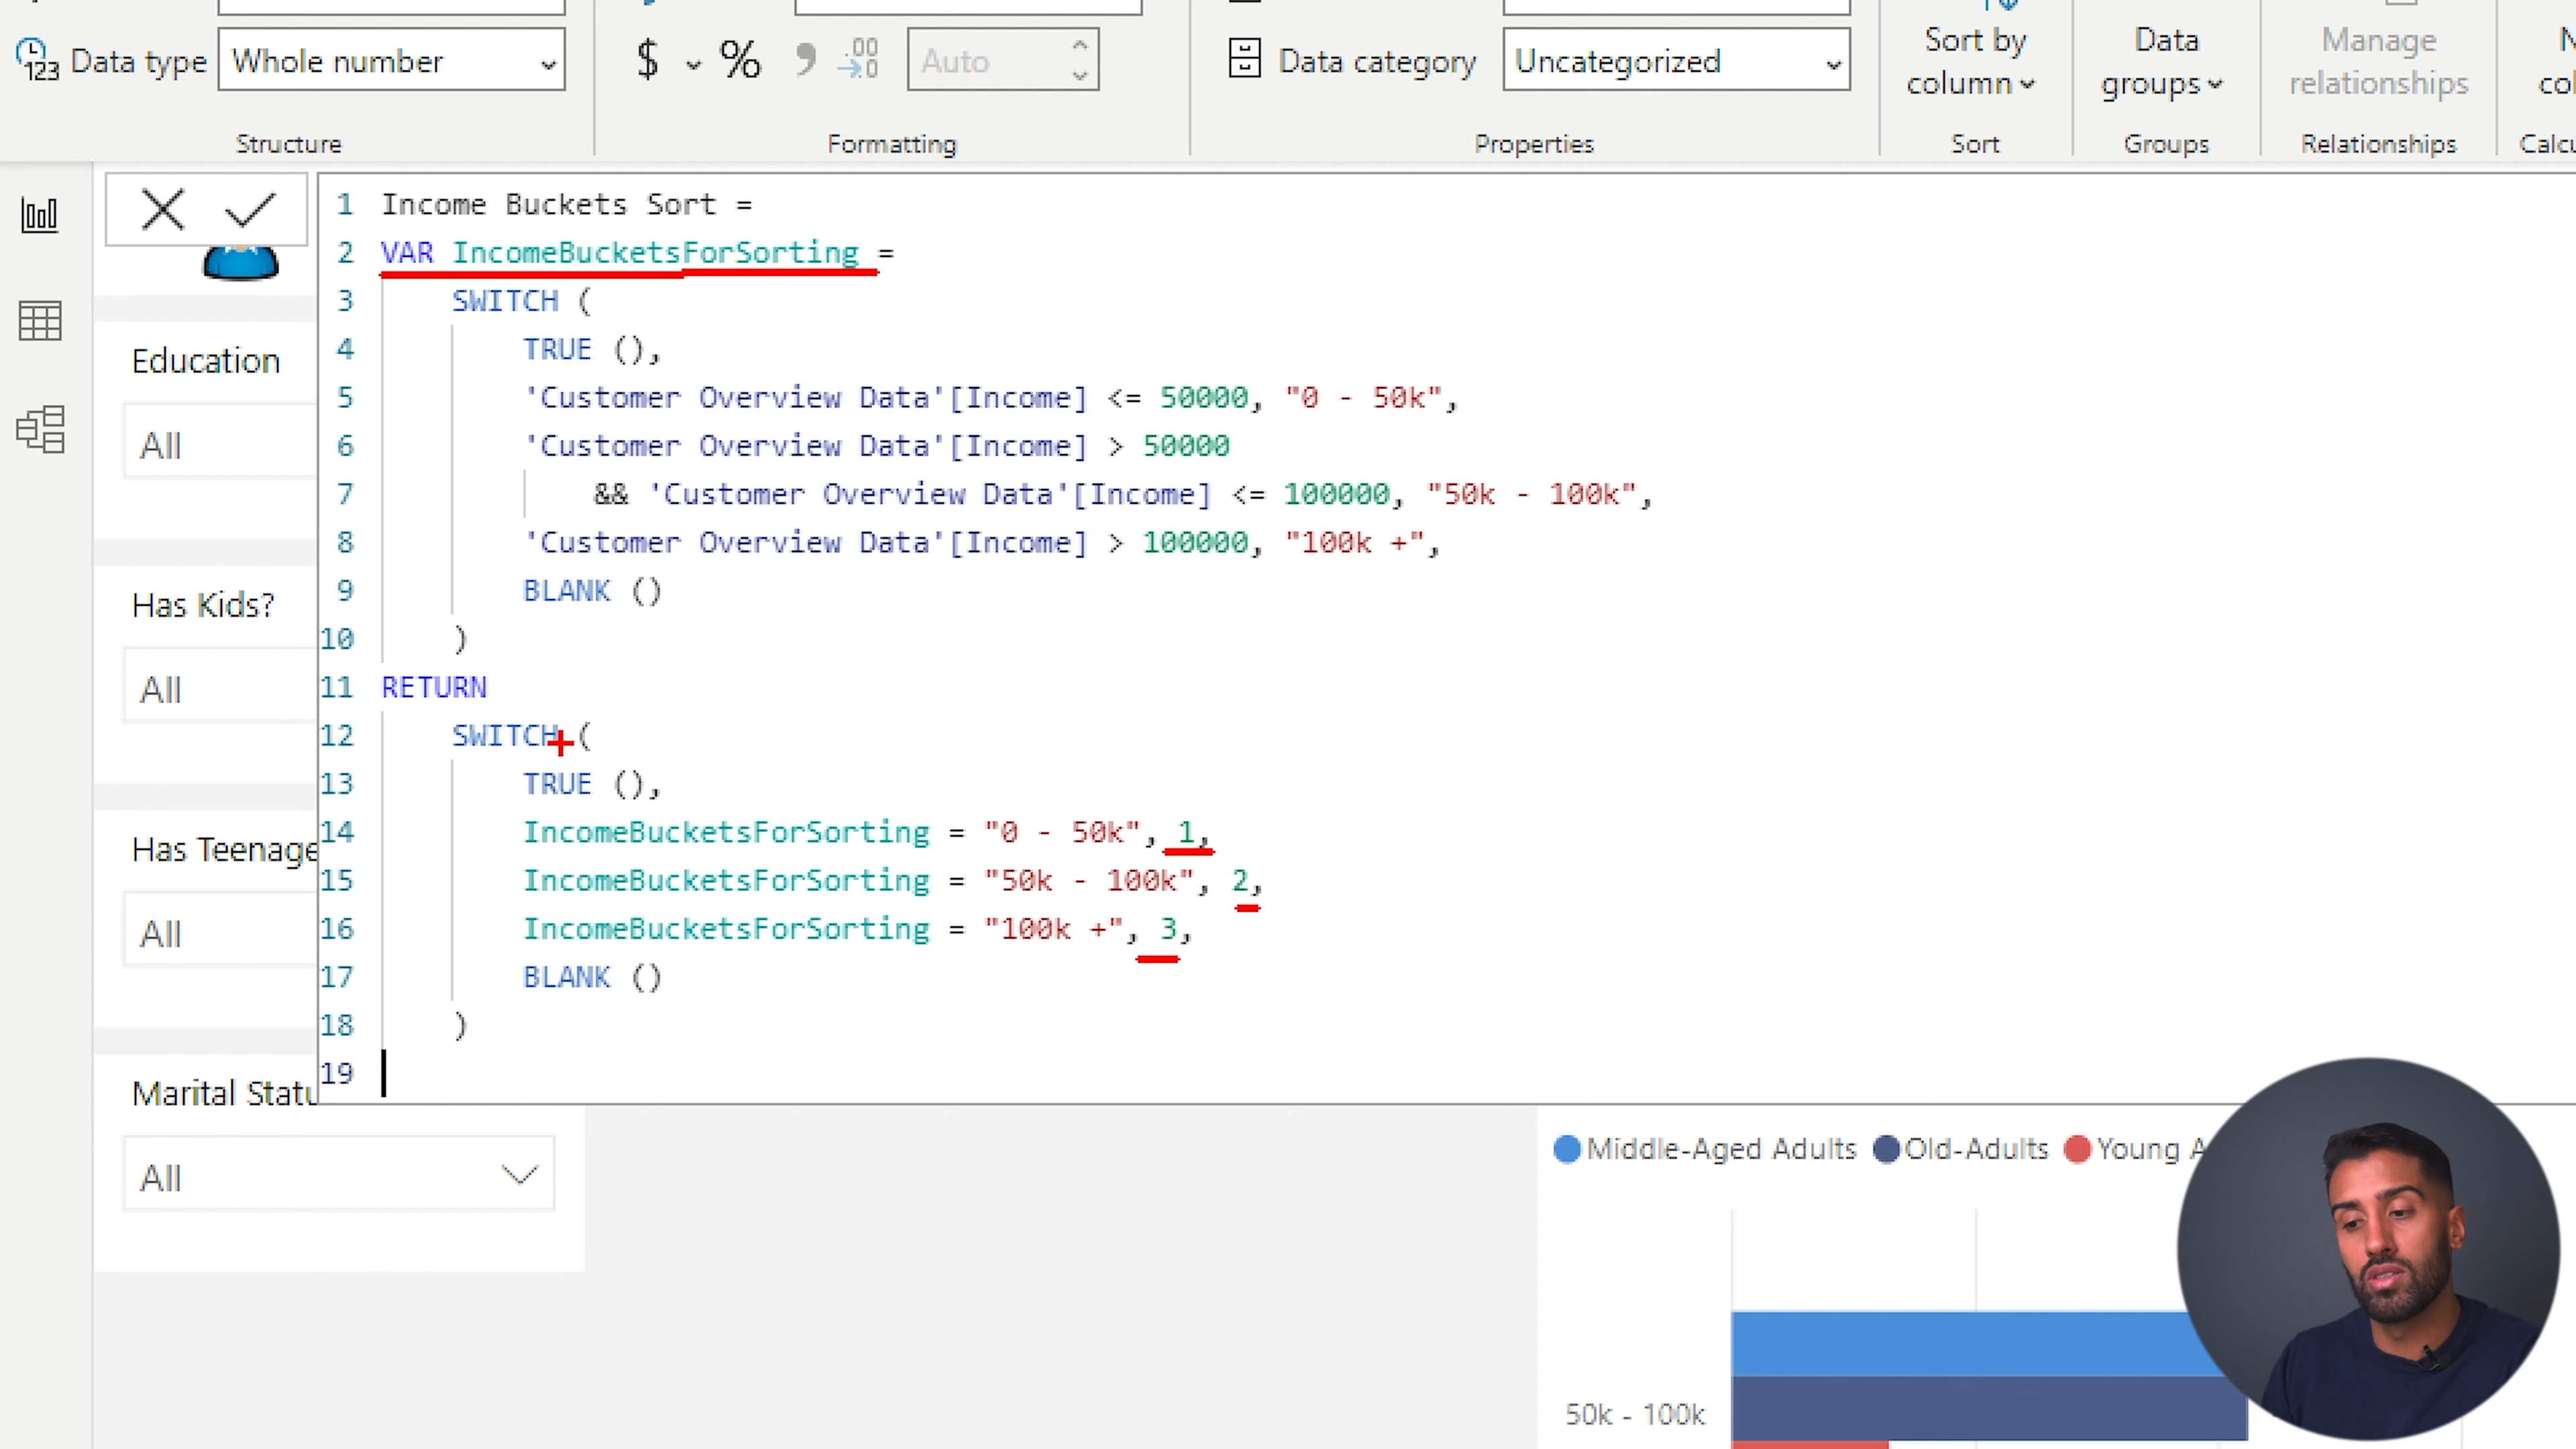 Data type Whole number
$ % Auto
Data category Uncategorized
Sort by column
Data groups
Manage relationships
Structure
Formatting
Properties
Sort
Groups
Relationships
1 Income Buckets Sort =
2 VAR IncomeBucketsForSorting =
3 SWITCH (
4 TRUE (),
5 'Customer Overview Data'[Income] <= 50000, "0 - 50k",
6 'Customer Overview Data'[Income] > 50000
7 && 'Customer Overview Data'[Income] <= 100000, "50k - 100k",
8 'Customer Overview Data'[Income] > 100000, "100k +",
9 BLANK ()
10 )
11 RETURN
12 SWITCH (
13 TRUE (),
14 IncomeBucketsForSorting = "0 - 50k", 1,
15 IncomeBucketsForSorting = "50k - 100k", 2,
16 IncomeBucketsForSorting = "100k +", 3,
17 BLANK ()
18 )
19
Education
All
Has Kids?
All
Has Teenage
All
Marital Statu
All
Middle-Aged Adults Old-Adults Young A
50k - 100k